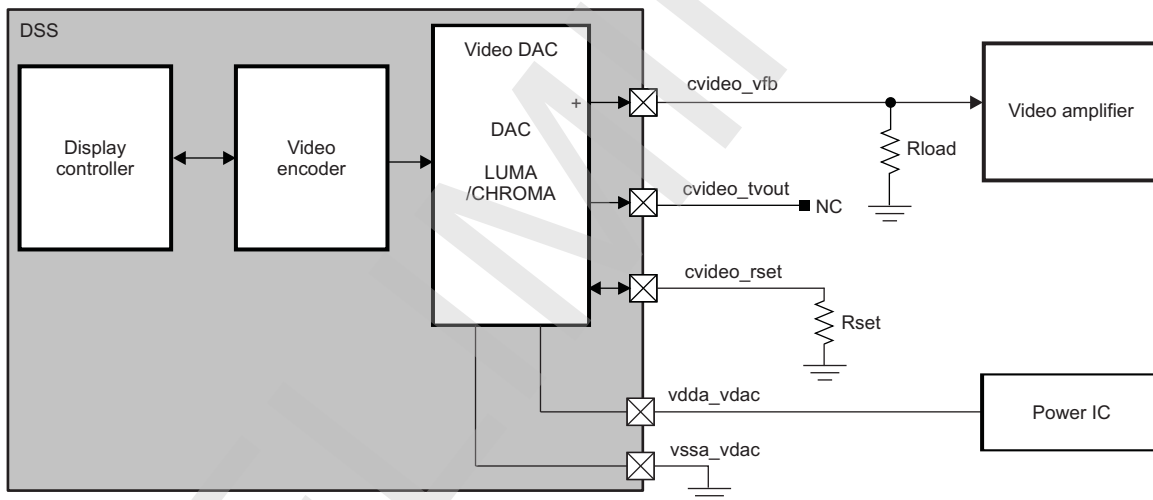 DSS
Display
controller
Video
encoder
Video DAC
+
DAC
LUMA
/CHROMA
cvideo_vfb
Rload
Video amplifier
cvideo_tvout
NC
cvideo_rset
Rset
vdda_vdac
Power IC
vssa_vdac